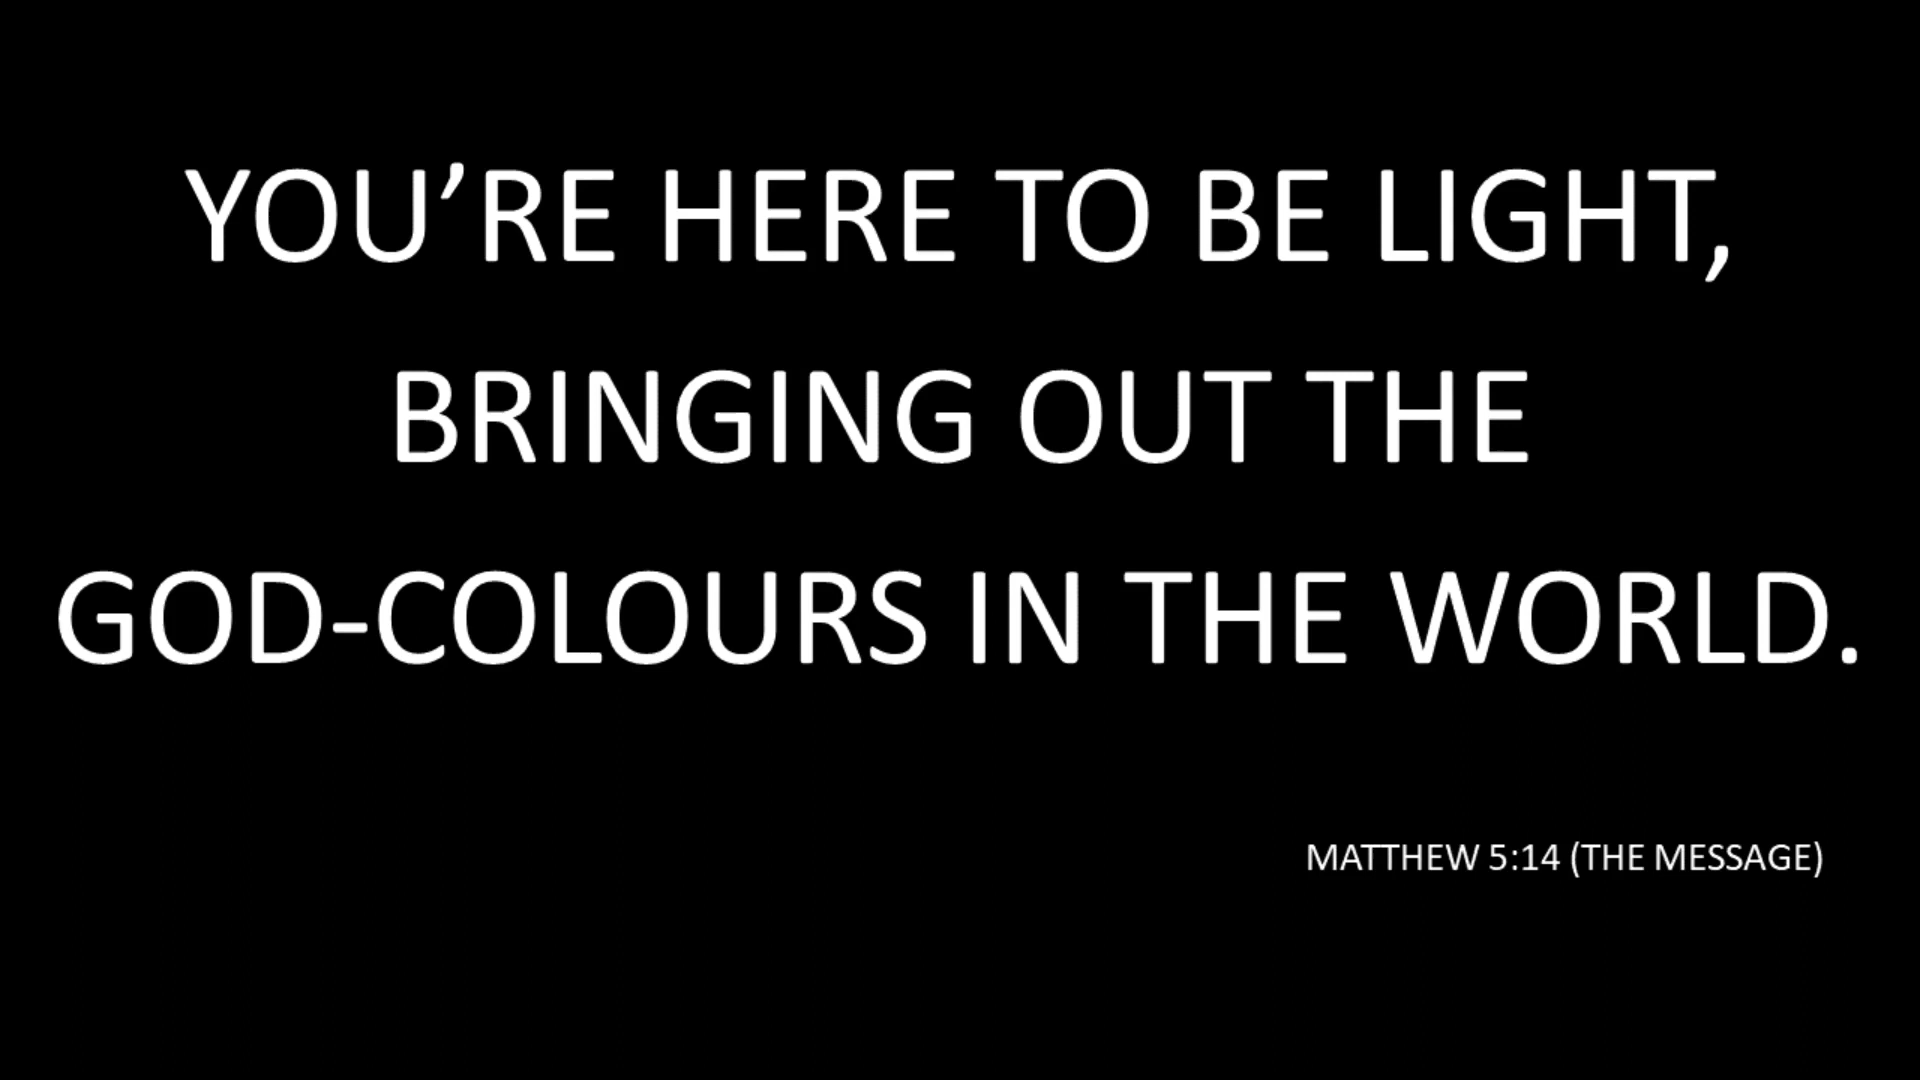 YOU’RE HERE TO BE LIGHT,
BRINGING OUT THE
GOD-COLOURS IN THE WORLD.
MATTHEW 5:14 (THE MESSAGE)